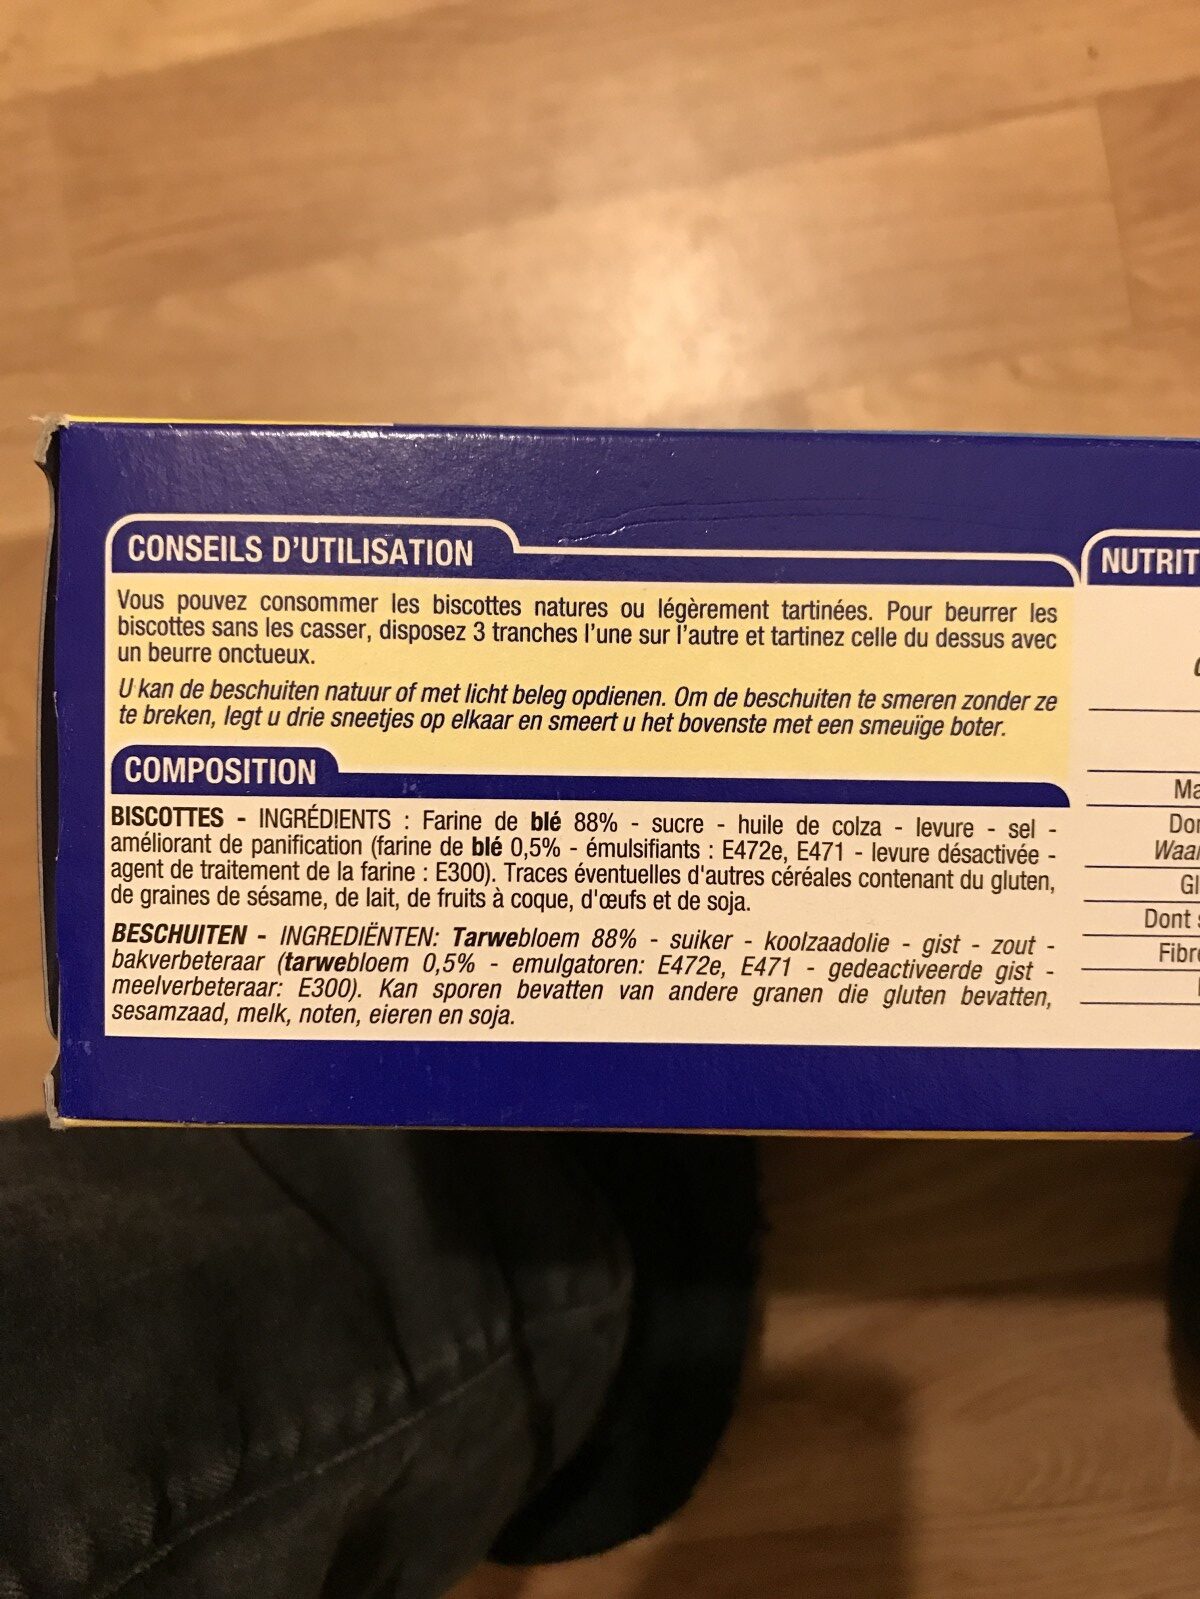 CONSEILS D'UTILISATION
Vous pouvez consommer les biscottes natures ou légèrement tartinées. Pour beurrer les
biscottes sans les casser, disposez 3 tranches l'une sur l'autre et tartinez celle du dessus avec
un beurre onctueux.
U kan de beschuiten natuur of met licht beleg opdienen. Om de beschuiten te smeren zonder ze
te breken, legt u drie sneetjes op elkaar en smeert u het bovenste met een smeuïge boter.
COMPOSITION
BISCOTTES - INGRÉDIENTS : Farine de blé 88% - sucre - huile de colza - levure - sel -
améliorant de panification (farine de blé 0,5% - émulsifiants : E472e, E471 - levure désactivée -
agent de traitement de la farine : E300). Traces éventuelles d'autres céréales contenant du gluten,
de graines de sésame, de lait, de fruits à coque, d'œufs et de soja.
BESCHUITEN - INGREDIËNTEN: Tarwebloem 88% - suiker - koolzaadolie - gist - zout -
bakverbeteraar (tarwebloem 0,5% - emulgatoren: E472e, E471 - gedeactiveerde gist -
meelverbeteraar: E300). Kan sporen bevatten van andere granen die gluten bevatten,
sesamzaad, melk, noten, eieren en soja.
NUTRIT
Ma
Don
Waar
Gl
Dont
Fibre